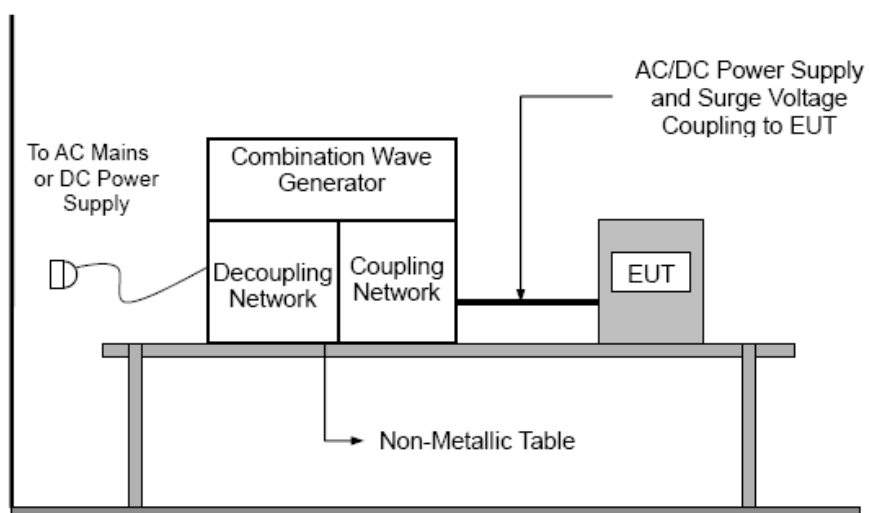 AC/DC Power Supply
and Surge Voltage
Coupling to EUT
To AC Mains
or DC Power
Supply
Combination Wave
Generator
Decoupling
Network
Coupling
Network
EUT
Non-Metallic Table